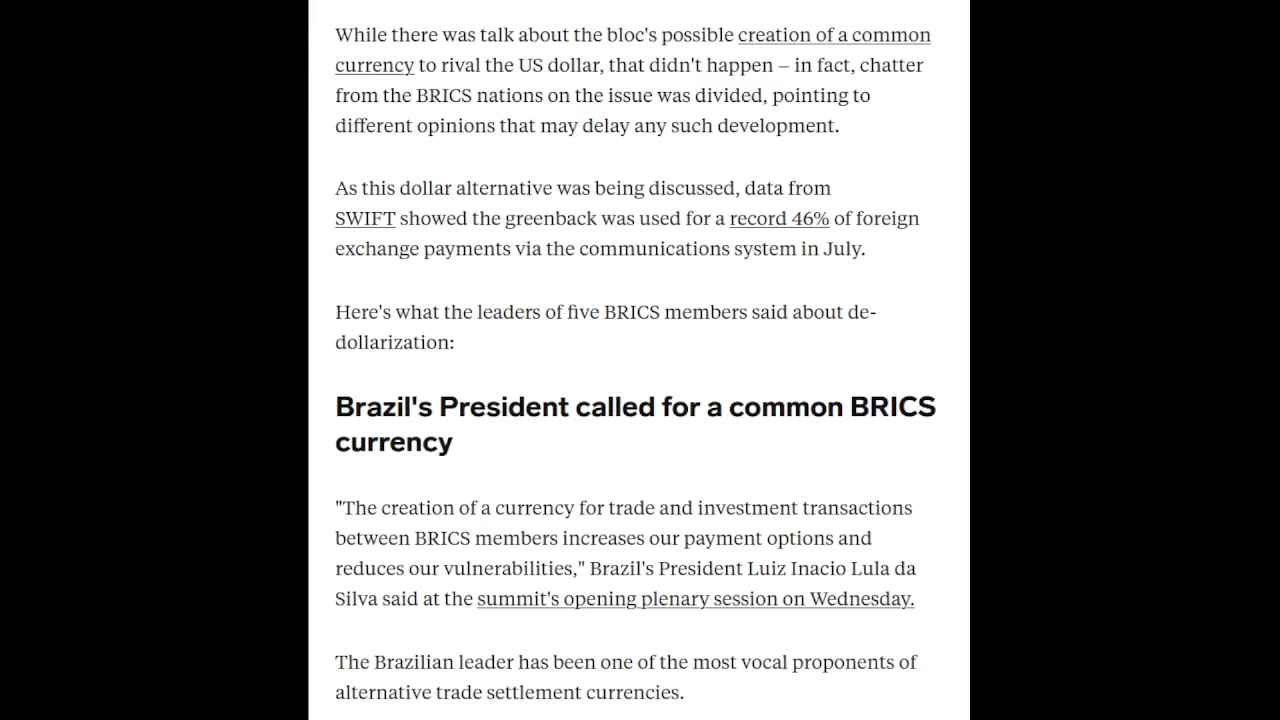 While there was talk about the bloc's possible creation of a common
currency to rival the US dollar, that didn't happen – in fact, chatter
from the BRICS nations on the issue was divided, pointing to
different opinions that may delay any such development.
As this dollar alternative was being discussed, data from
SWIFT showed the greenback was used for a record 46% of foreign
exchange payments via the communications system in July.
Here's what the leaders of five BRICS members said about de-
dollarization:
Brazil's President called for a common BRICS
currency
"The creation of a currency for trade and investment transactions
between BRICS members increases our payment options and
reduces our vulnerabilities," Brazil's President Luiz Inacio Lula da
Silva said at the summit's opening plenary session on Wednesday.
The Brazilian leader has been one of the most vocal proponents of
alternative trade settlement currencies.